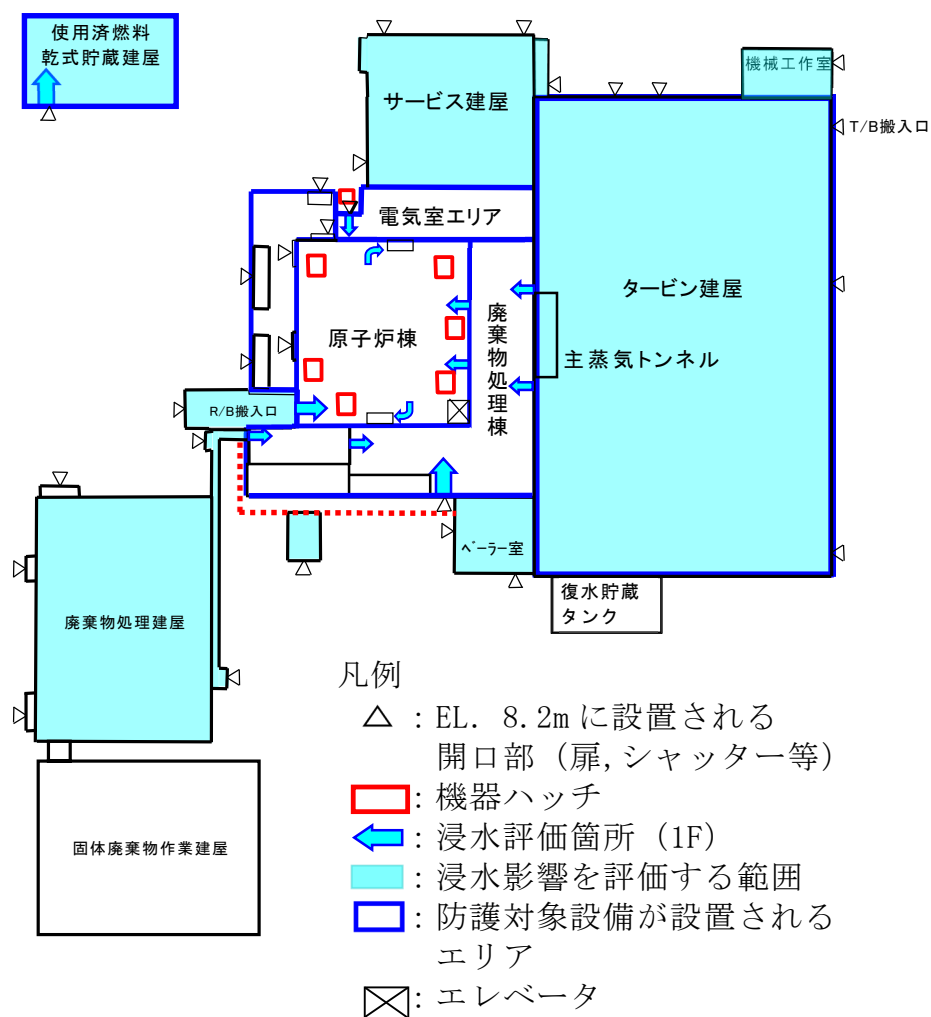 使用済燃料
乾式貯蔵建屋
サービス建屋
機械工作室
T/B搬入口
電気室エリア
タービン建屋
原子炉棟
廃棄物処理棟
主蒸気トンネル
R/B搬入口
ベーラー室
復水貯蔵
タンク
廃棄物処理建屋
固体廃棄物作業建屋
凡例
△ : EL. 8.2mに設置される
開口部（扉,シャッター等）
: 機器ハッチ
: 浸水評価箇所（1F）
: 浸水影響を評価する範囲
: 防護対象設備が設置される
エリア
: エレベータ